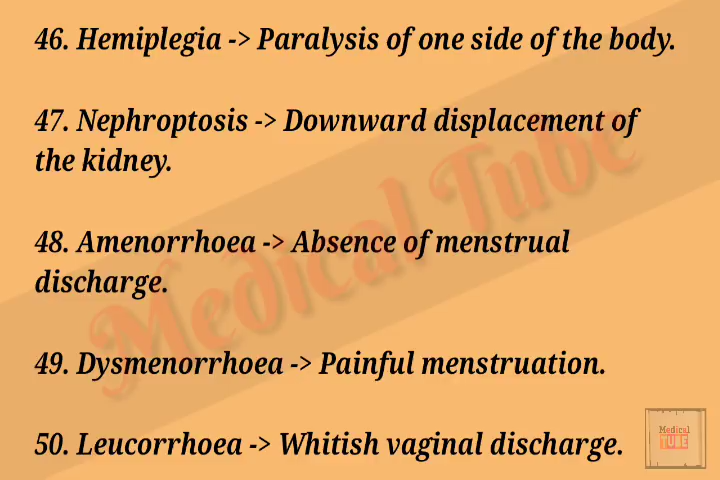 46. Hemiplegia -> Paralysis of one side of the body.
47. Nephroptosis -> Downward displacement of
the kidney.
48. Amenorrhoea -> Absence of menstrual
discharge.
49. Dysmenorrhoea -> Painful menstruation.
50. Leucorrhoea -> Whitish vaginal discharge.
Medical Tube
Medical
TUBE